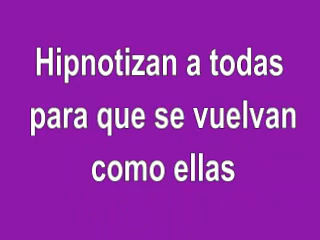 Hipnotizan a todas
para que se vuelvan
como ellas